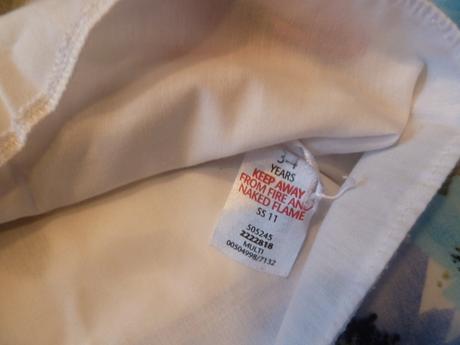 3-4
YEARS
KEEP AWAY
FROM FIRE AND
NAKED FLAME
SS 11
505245
2222818
MULTI
00504998/7132